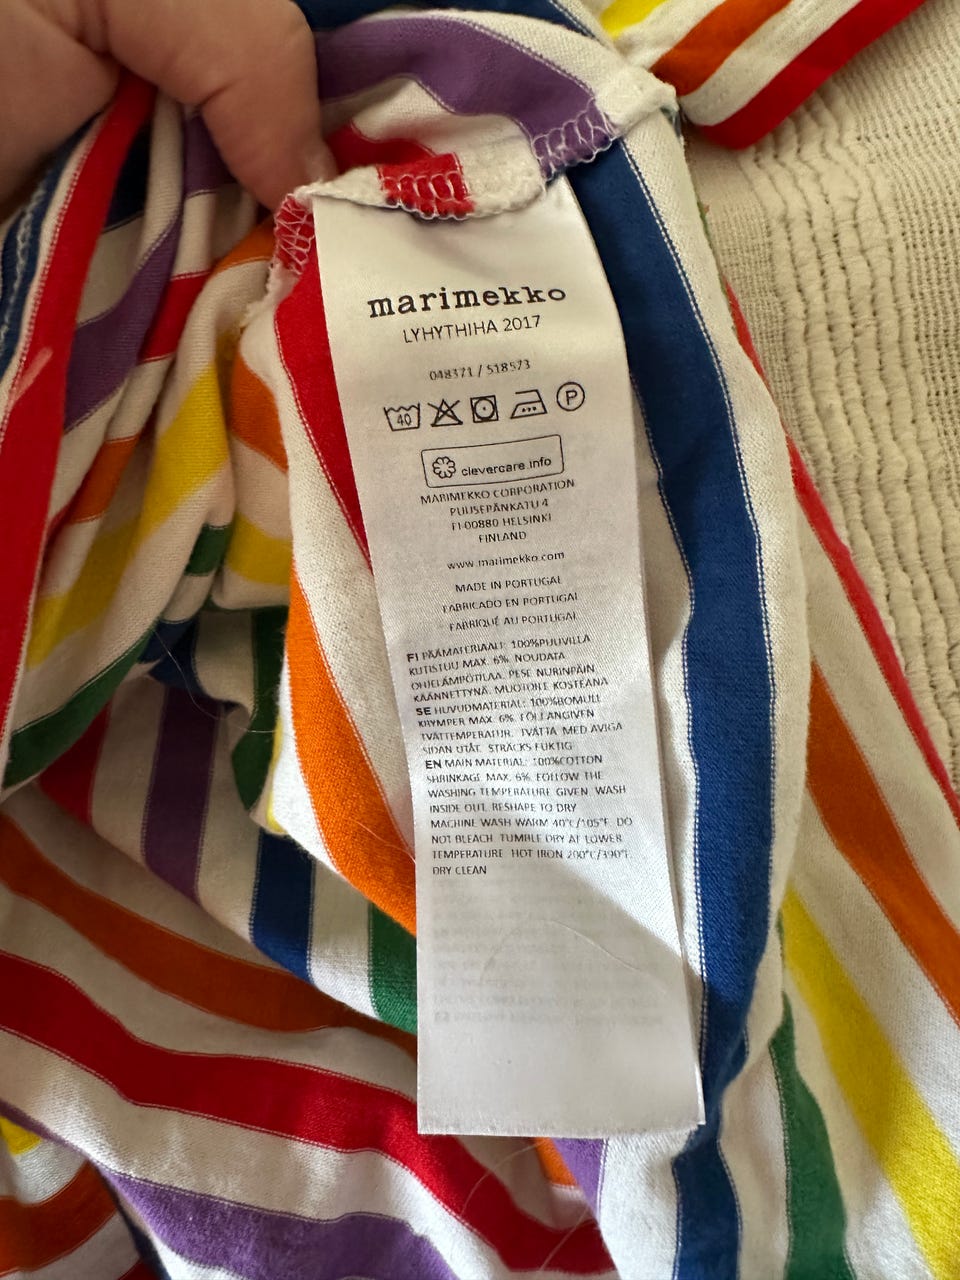 marimekko
LYHYTHIHA 2017
048371 / 518573
40 P
clevercare.info
MARIMEKKO CORPORATION
PUUSEPÄNKATU 4
FI-00880 HELSINKI
FINLAND
www.marimekko.com
MADE IN PORTUGAL
FABRICADO EN PORTUGAL
FABRIQUÉ AU PORTUGAL
FI PÄÄMATERIAALI: 100%PUUVILLA
KUTISTUU MAX. 6%. NOUDATA
OHJELÄMPÖTILAA. PESE NURINPÄIN
KÄÄNNETTYNÄ. MUOTOILE KOSTEANA
SE HUVUDMATERIAL: 100%BOMULL
KRYMPER MAX. 6%. FÖLJ ANGIVEN
TVÄTTEMPERATUR. TVÄTTA MED AVIGA
SIDAN UTÅT. STRÄCKS FUKTIG
EN MAIN MATERIAL: 100%COTTON
SHRINKAGE MAX. 6% FOLLOW THE
WASHING TEMPERATURE GIVEN. WASH
INSIDE OUT. RESHAPE TO DRY
MACHINE WASH WARM 40°C/105°F DO
NOT BLEACH TUMBLE DRY AT LOWER
TEMPERATURE HOT IRON 200°C/390°F
DRY CLEAN